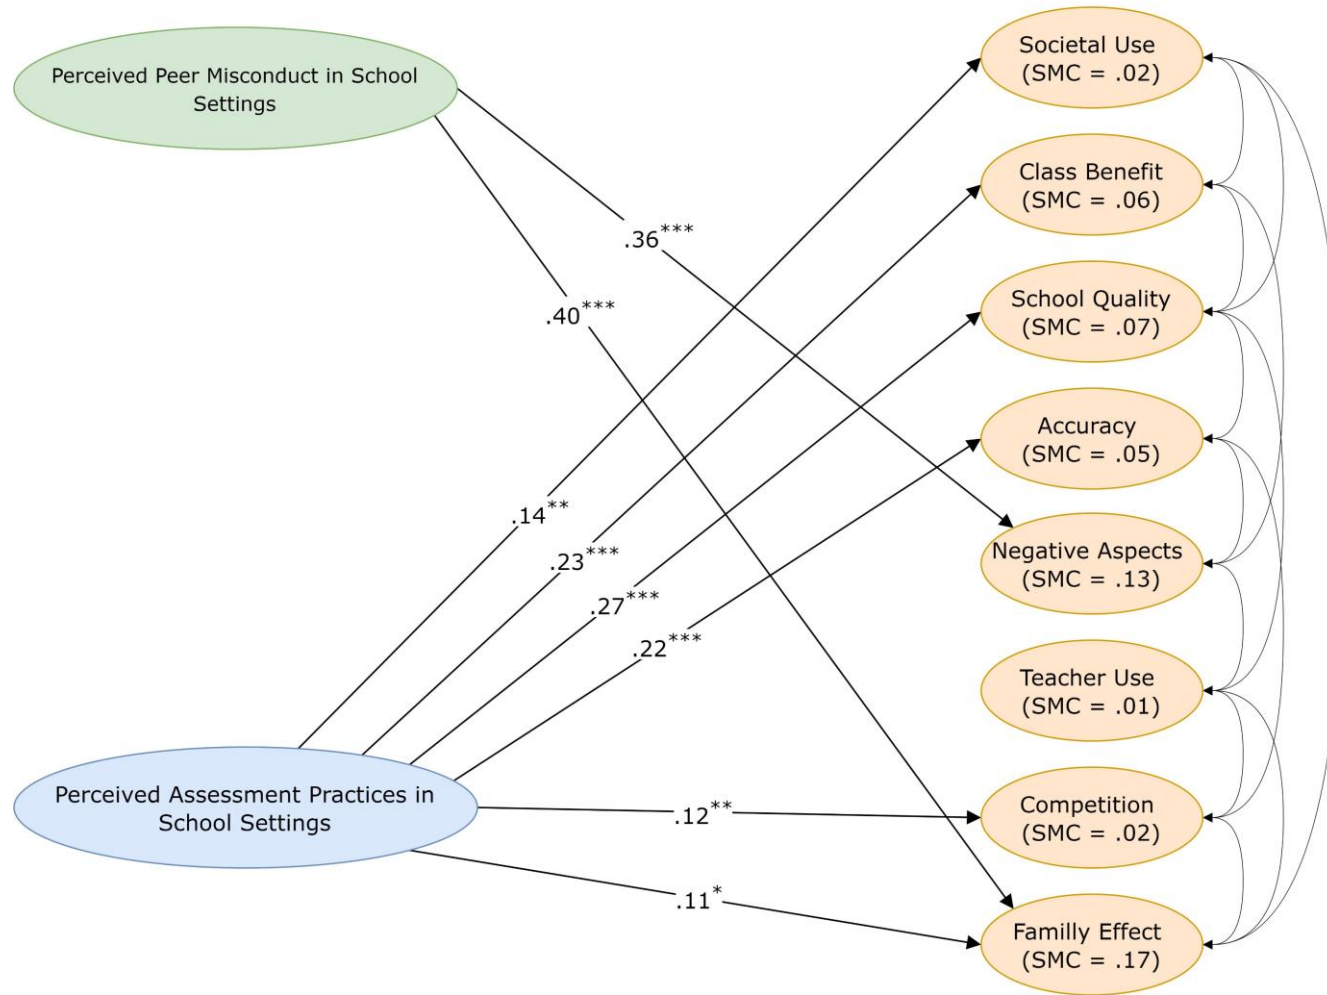 Perceived Peer Misconduct in School
Settings
Societal Use
(SMC = .02)
Class Benefit
(SMC = .06)
School Quality
(SMC = .07)
Accuracy
(SMC = .05)
Negative Aspects
(SMC = .13)
Teacher Use
(SMC = .01)
Competition
(SMC = .02)
Familly Effect
(SMC = .17)
.36***
.40***
.14**
.23***
.27***
.22***
.12**
.11*
Perceived Assessment Practices in
School Settings